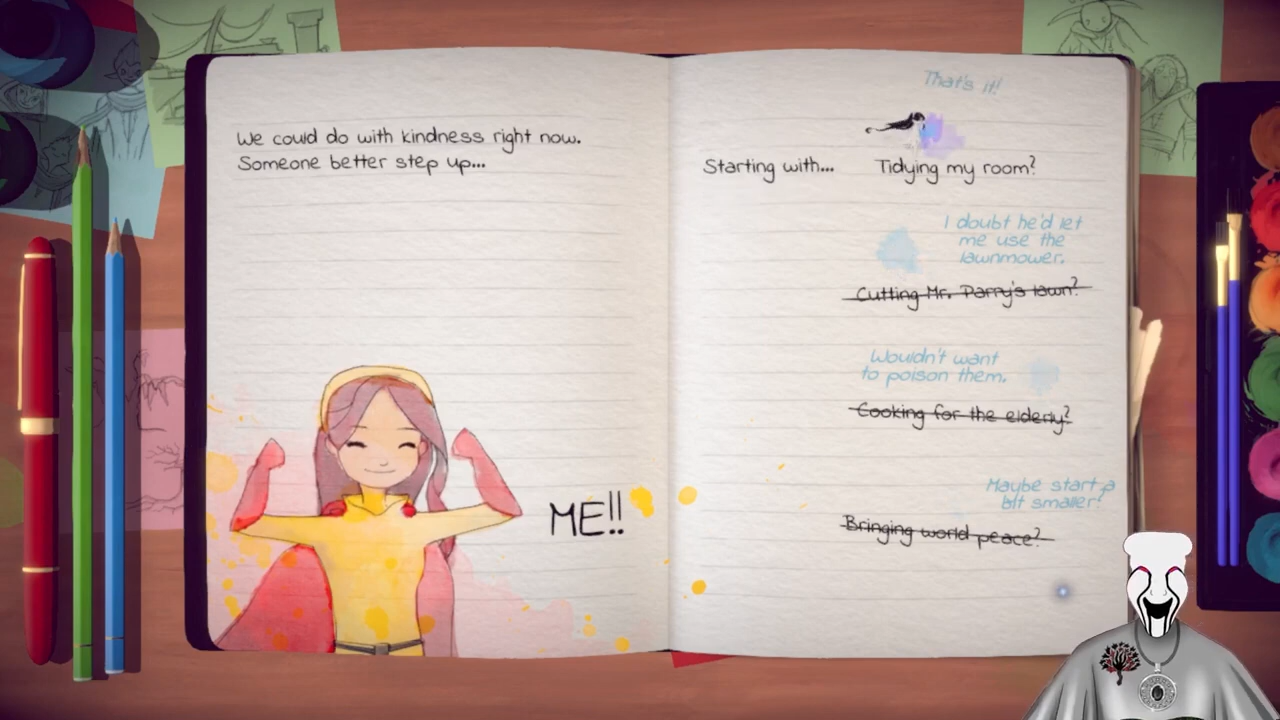 We could do with kindness right now.
Someone better step up...
ME!!
That's it!
Starting with... Tidying my room?
I doubt he'd let
me use the
lawnmower.
Cutting Mr. Parry's lawn?
Wouldn't want
to poison them.
Cooking for the elderly?
Maybe start a
bit smaller?
Bringing world peace?